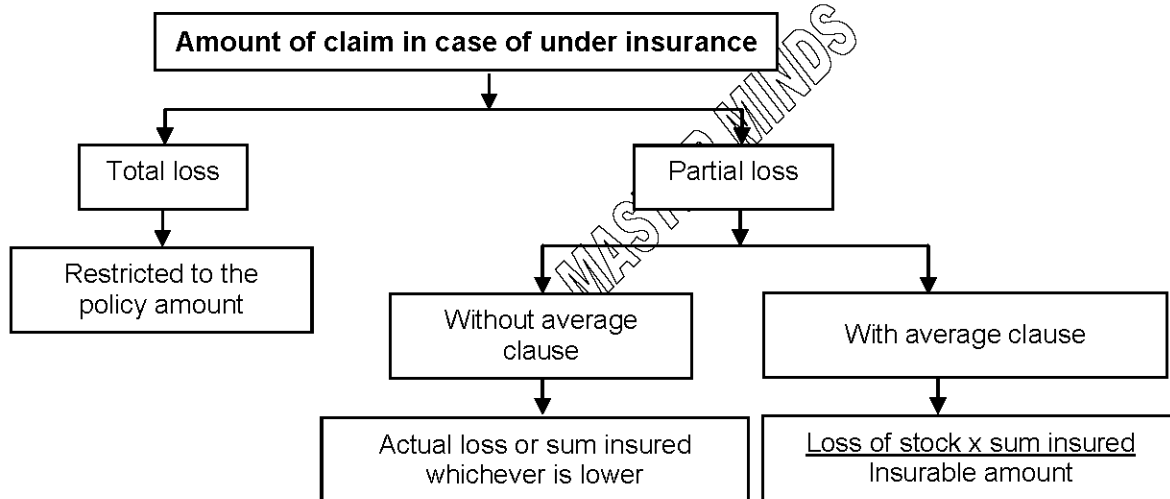 Amount of claim in case of under insurance
MASTER MINDS
Total loss
Partial loss
Restricted to the
policy amount
Without average
clause
With average clause
Actual loss or sum insured
whichever is lower
Loss of stock x sum insured
Insurable amount